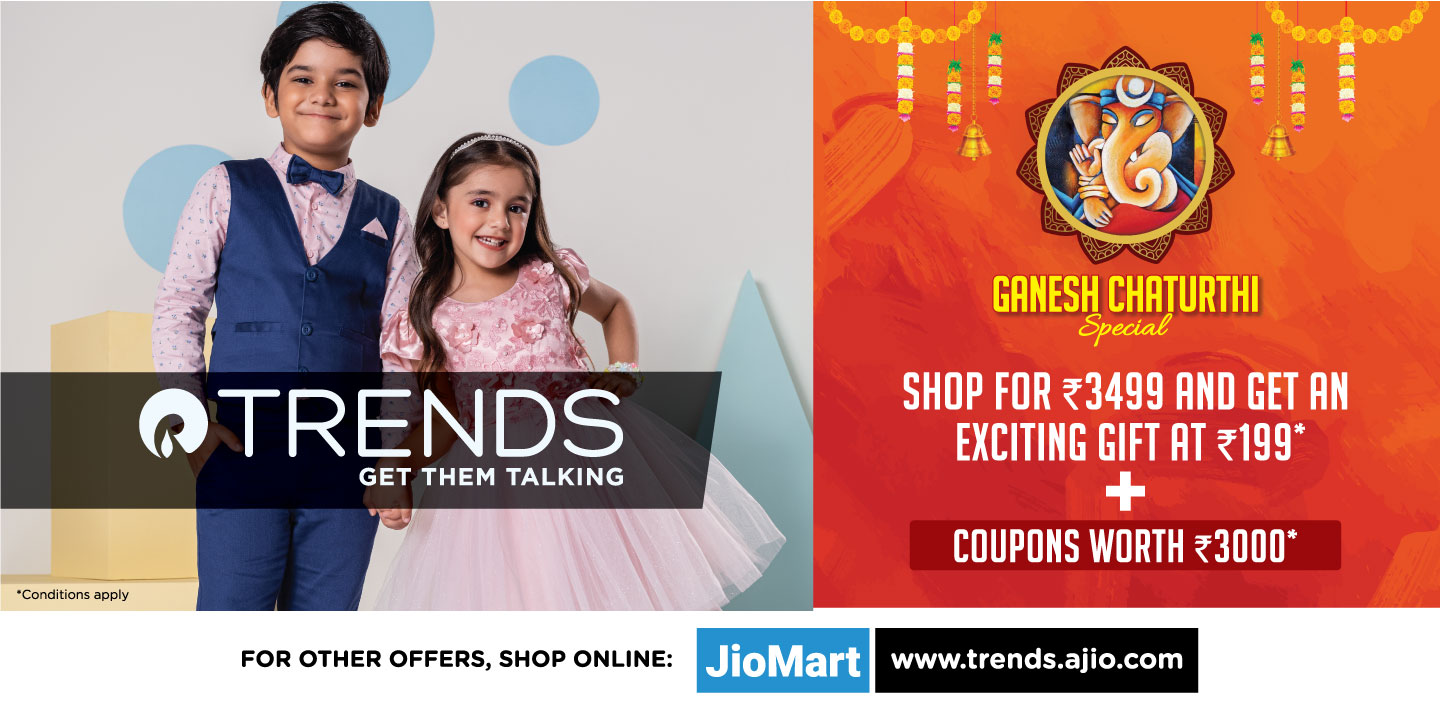 TRENDS
GET THEM TALKING
*Conditions apply
GANESH CHATURTHI
Special
SHOP FOR ₹3499 AND GET AN
EXCITING GIFT AT ₹199*
+
COUPONS WORTH ₹3000*
FOR OTHER OFFERS, SHOP ONLINE: JioMart www.trends.ajio.com